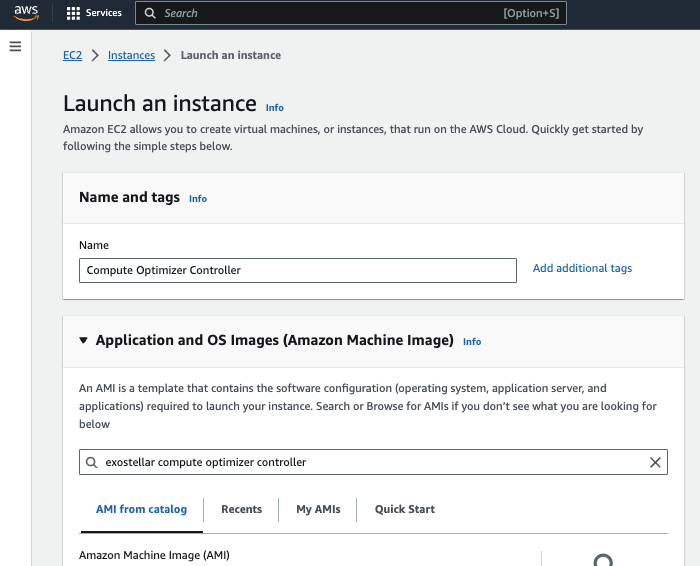 aws
Services
Search
[Option+S]
EC2
Instances
Launch an instance
Launch an instance Info
Amazon EC2 allows you to create virtual machines, or instances, that run on the AWS Cloud. Quickly get started by
following the simple steps below.
Name and tags Info
Name
Compute Optimizer Controller
Add additional tags
Application and OS Images (Amazon Machine Image) Info
An AMI is a template that contains the software configuration (operating system, application server, and
applications) required to launch your instance. Search or Browse for AMIs if you don’t see what you are looking for
below
exostellar compute optimizer controller
AMI from catalog
Recents
My AMIs
Quick Start
Amazon Machine Image (AMI)